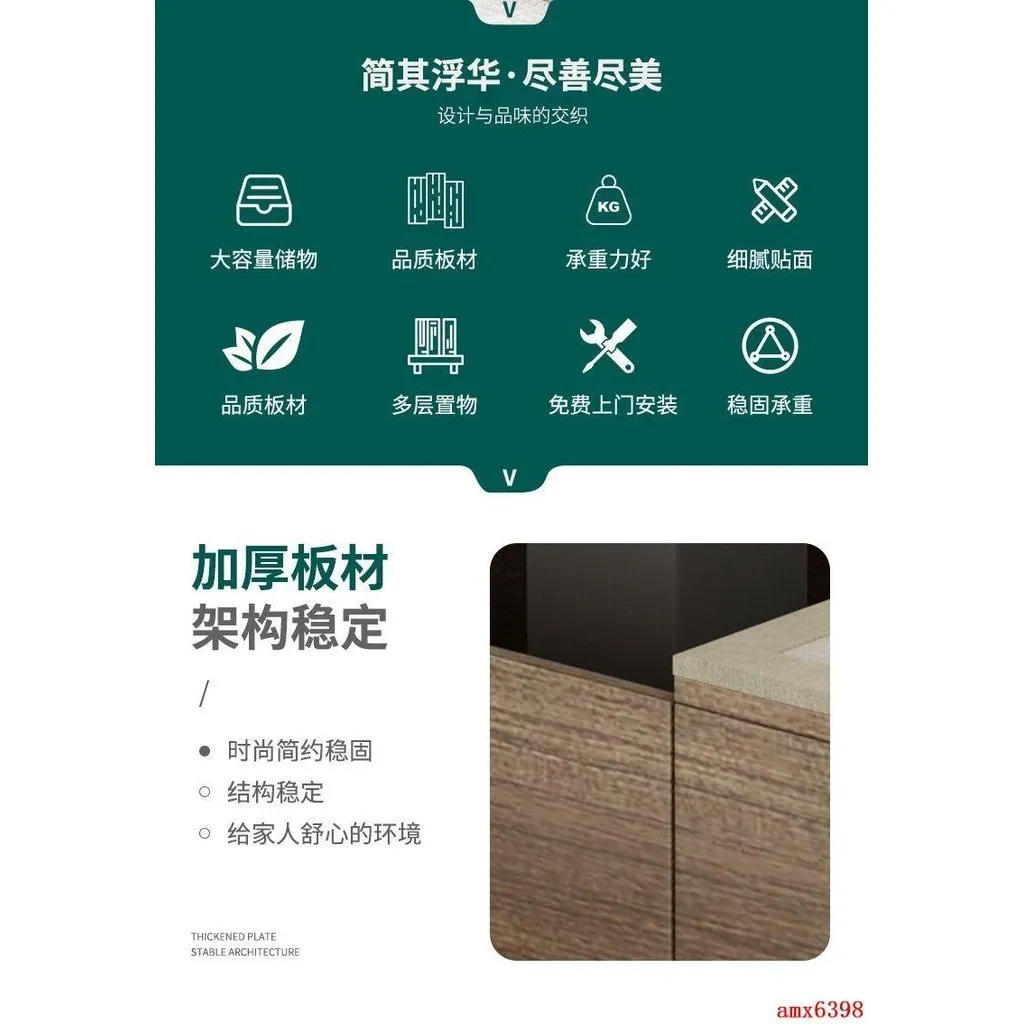 V
简其浮华·尽善尽美
设计与品味的交织
KG
大容量储物 品质板材 承重力好 细腻贴面
品质板材 多层置物 免费上门安装 稳固承重
V
加厚板材
架构稳定
/
时尚简约稳固
结构稳定
给家人舒心的环境
THICKENED PLATE
STABLE ARCHITECTURE
amx6398